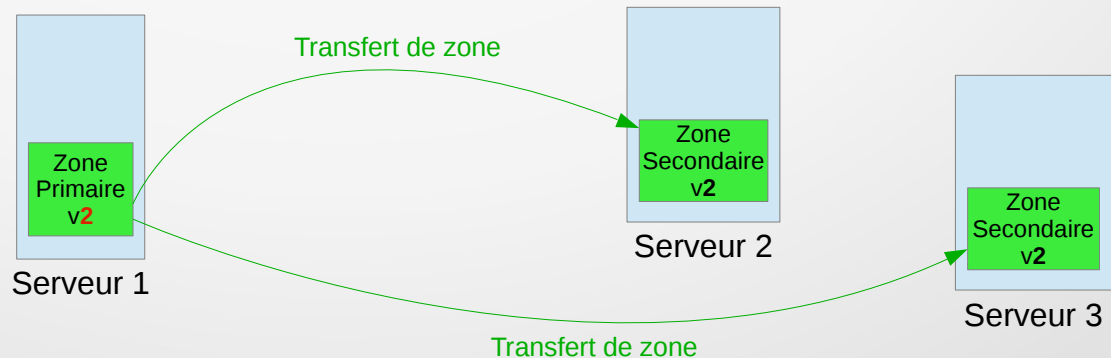 Transfert de zone
Zone
Primaire
v2
Serveur 1
Zone
Secondaire
v2
Serveur 2
Zone
Secondaire
v2
Serveur 3
Transfert de zone